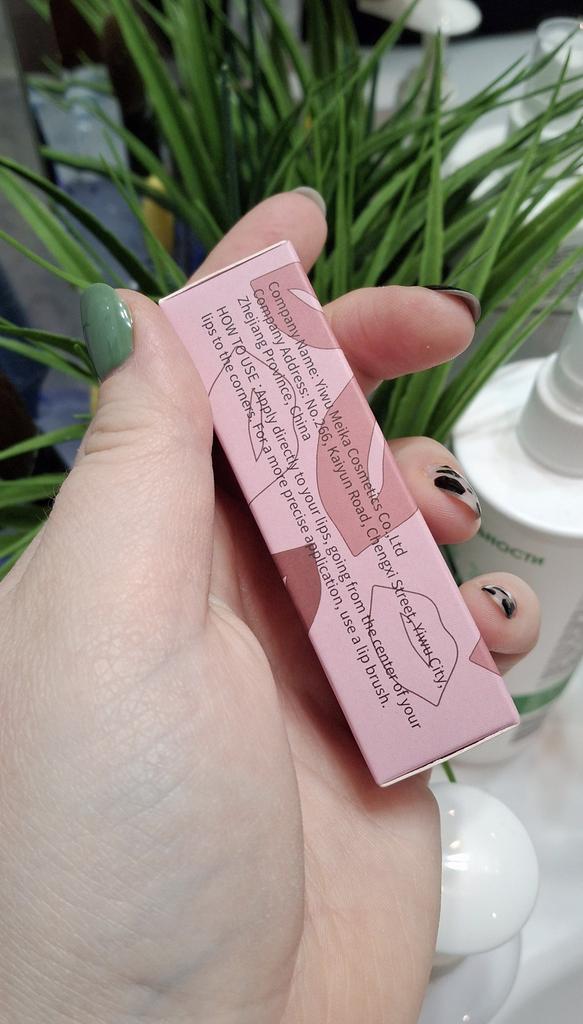 Company Name: Yiwu Meika Cosmetics Co.,Ltd
Company Address: No.266, Kaiyun Road, Chengxi Street, Yiwu City,
Zhejiang Province, China
HOW TO USE :Apply directly to your lips, going from the center of your
lips to the corners. For a more precise application, use a lip brush.